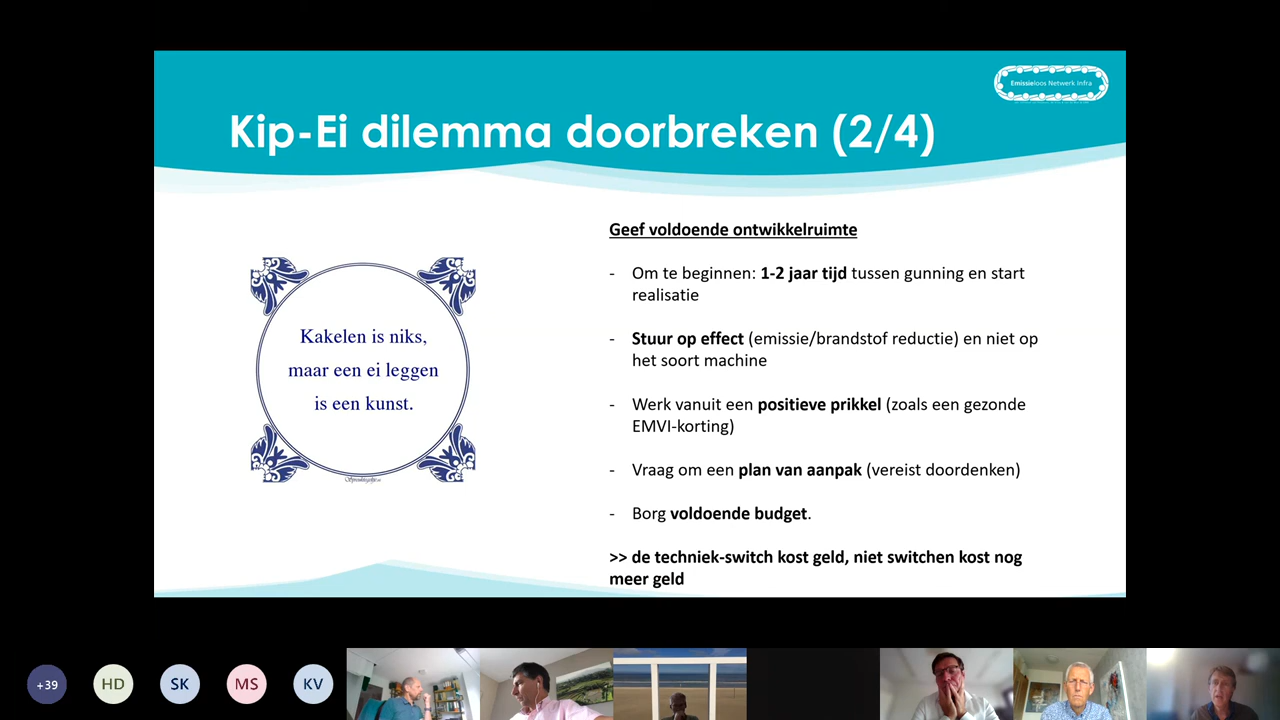 Emissieloos Netwerk Infra
Kip-Ei dilemma doorbreken (2/4)
Kakelen is niks,
maar een ei leggen
is een kunst.
Geef voldoende ontwikkelruimte
- Om te beginnen: 1-2 jaar tijd tussen gunning en start
realisatie
- Stuur op effect (emissie/brandstof reductie) en niet op
het soort machine
- Werk vanuit een positieve prikkel (zoals een gezonde
EMVI-korting)
- Vraag om een plan van aanpak (vereist doordenken)
- Borg voldoende budget.
>> de techniek-switch kost geld, niet switchen kost nog
meer geld
+39 HD SK MS KV